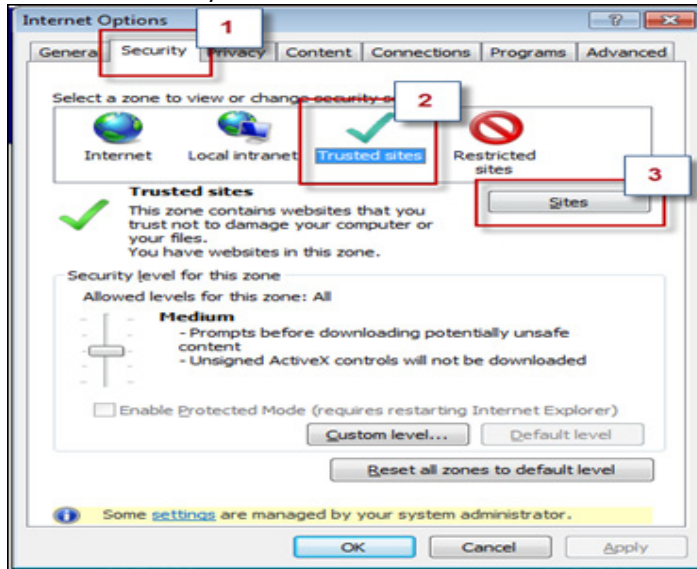 Internet Options
1
General Security Privacy Content Connections Programs Advanced
Select a zone to view or change security
2
Internet
Local intranet
Trusted sites
Restricted
sites
3
Trusted sites
Sites
This zone contains websites that you
trust not to damage your computer or
your files.
You have websites in this zone.
Security level for this zone
Allowed levels for this zone: All
Medium
- Prompts before downloading potentially unsafe
content
- Unsigned ActiveX controls will not be downloaded
Enable Protected Mode (requires restarting Internet Explorer)
Custom level...
Default level
Reset all zones to default level
Some settings are managed by your system administrator.
OK
Cancel
Apply